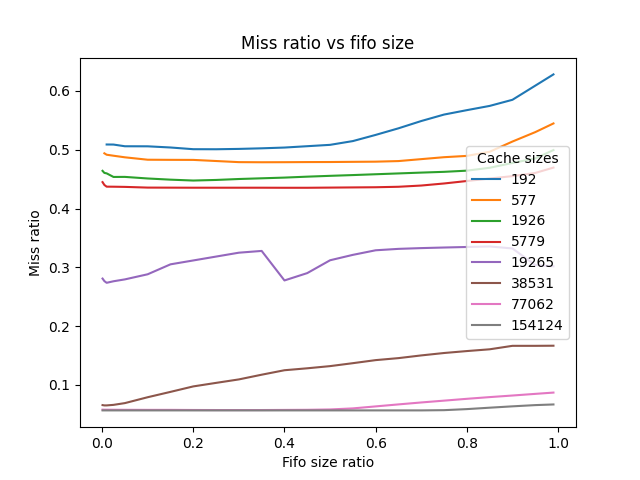 Miss ratio vs fifo size
Miss ratio
0.6
0.5
0.4
0.3
0.2
0.1
Cache sizes
192
577
1926
5779
19265
38531
77062
154124
0.0 0.2 0.4 0.6 0.8 1.0
Fifo size ratio